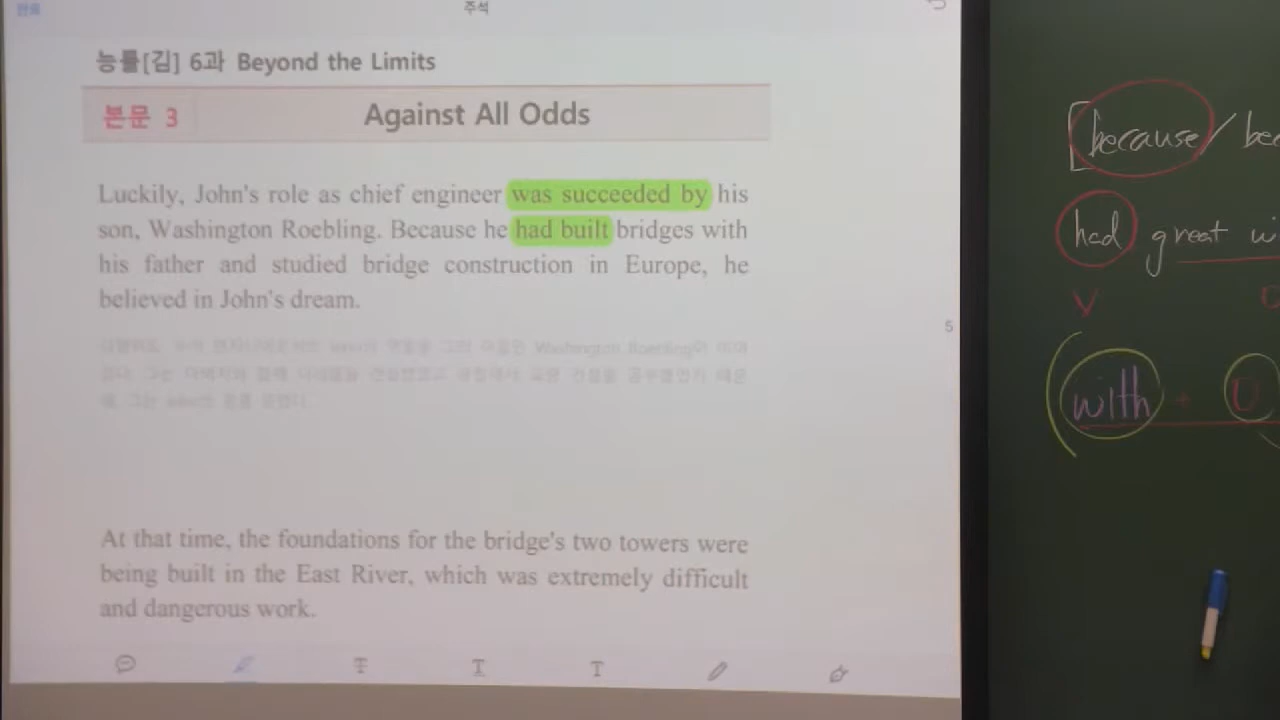 완료
주석
능률[김] 6과 Beyond the Limits
본문 3
Against All Odds
Luckily, John's role as chief engineer was succeeded by his
son, Washington Roebling. Because he had built bridges with
his father and studied bridge construction in Europe, he
believed in John's dream.
5
At that time, the foundations for the bridge's two towers were
being built in the East River, which was extremely difficult
and dangerous work.
[because / bec
had great wi
V
(with + O